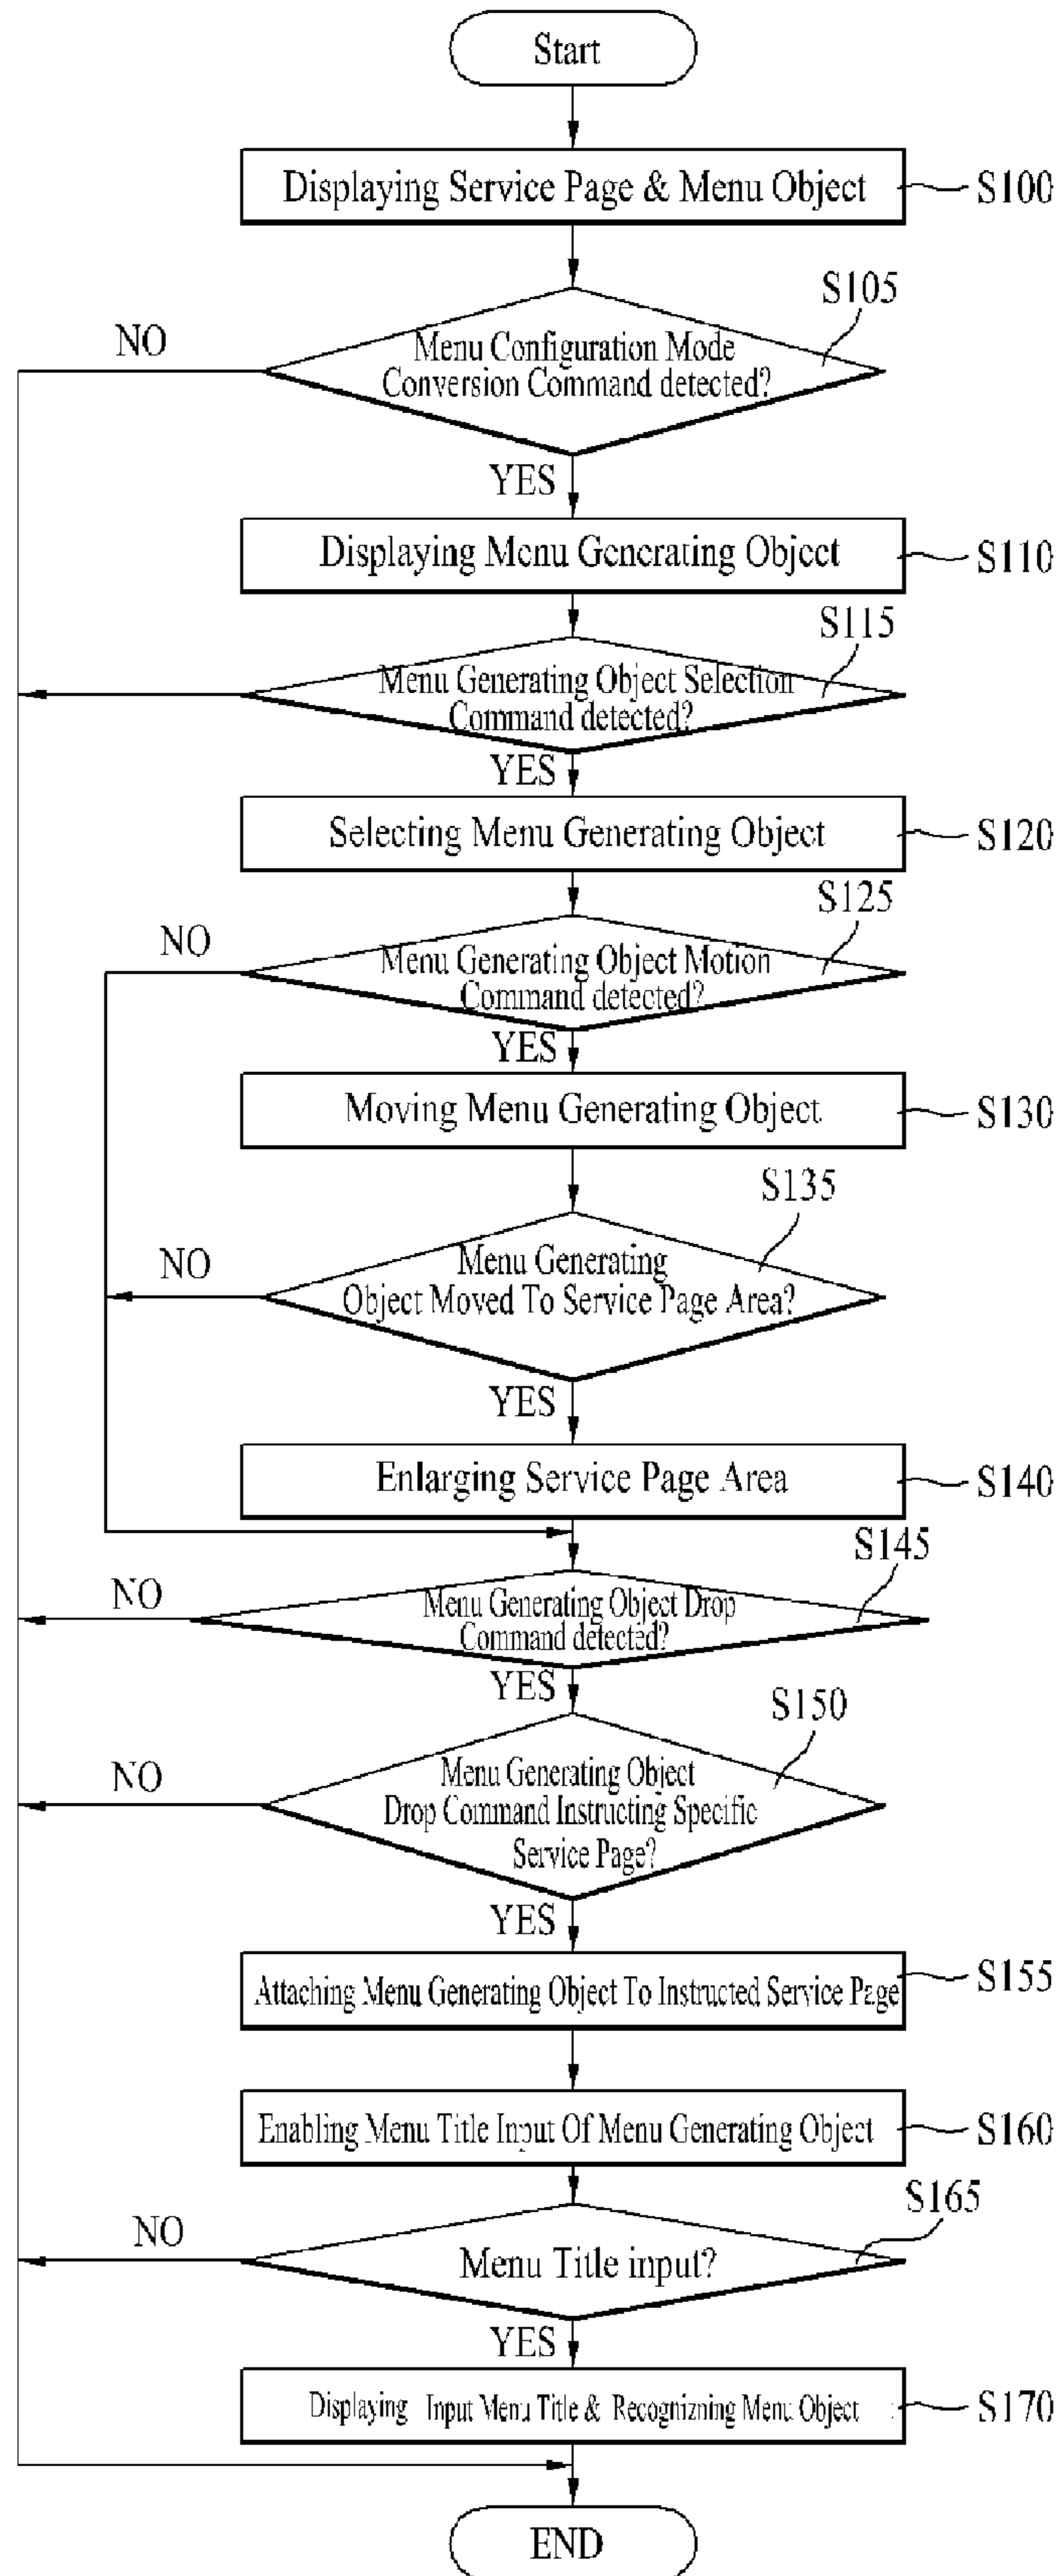 Start
Displaying Service Page & Menu Object
S100
S105
NO
Menu Configuration Mode
Conversion Command detected?
YES
Displaying Menu Generating Object
S110
S115
Menu Generating Object Selection
Command detected?
YES
Selecting Menu Generating Object
S120
S125
NO
Menu Generating Object Motion
Command detected?
YES
Moving Menu Generating Object
S130
S135
NO
Menu Generating
Object Moved To Service Page Area?
YES
Enlarging Service Page Area
S140
S145
NO
Menu Generating Object Drop
Command detected?
YES
S150
NO
Menu Generating Object
Drop Command Instructing Specific
Service Page?
YES
Attaching Menu Generating Object To Instructed Service Page
S155
Enabling Menu Title Input Of Menu Generating Object
S160
S165
NO
Menu Title input?
YES
Displaying Input Menu Title & Recognizning Menu Object
S170
END